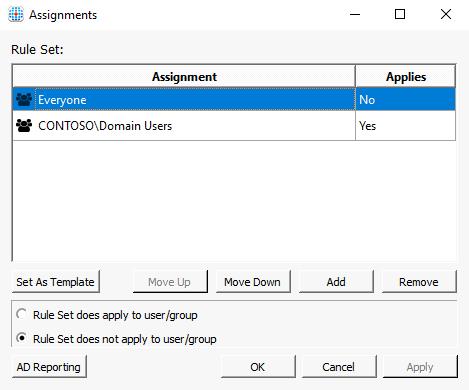 Assignments
Rule Set:
Assignment Applies
Everyone No
CONTOSO\Domain Users Yes
Set As Template Move Up Move Down Add Remove
Rule Set does apply to user/group
Rule Set does not apply to user/group
AD Reporting OK Cancel Apply